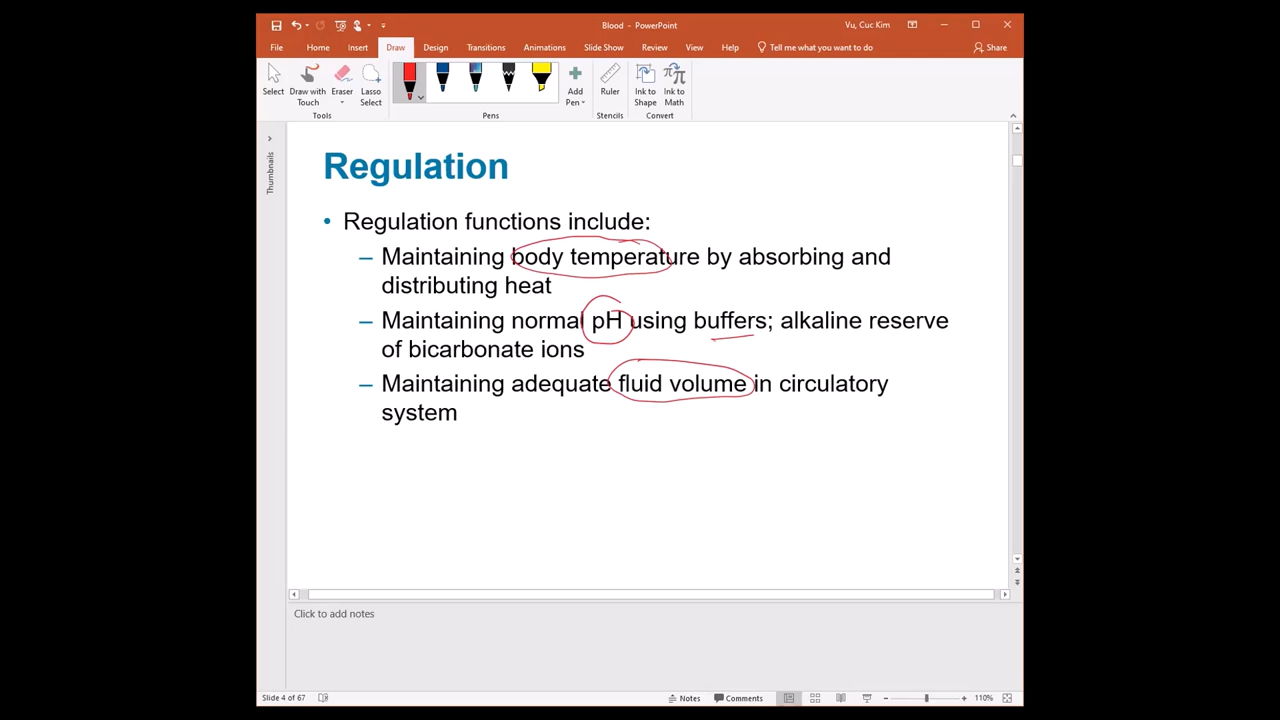 Blood - PowerPoint
Vu, Cuc Kim
File Home Insert Draw Design Transitions Animations Slide Show Review View Help Tell me what you want to do Share
Select
Draw with Touch
Eraser
Lasso Select
Add Pen
Ruler
Ink to Shape
Ink to Math
Tools Pens Stencils Convert
Thumbnails
Regulation
• Regulation functions include:
– Maintaining body temperature by absorbing and
distributing heat
– Maintaining normal pH using buffers; alkaline reserve
of bicarbonate ions
– Maintaining adequate fluid volume in circulatory
system
Click to add notes
Slide 4 of 67 Notes Comments 110%